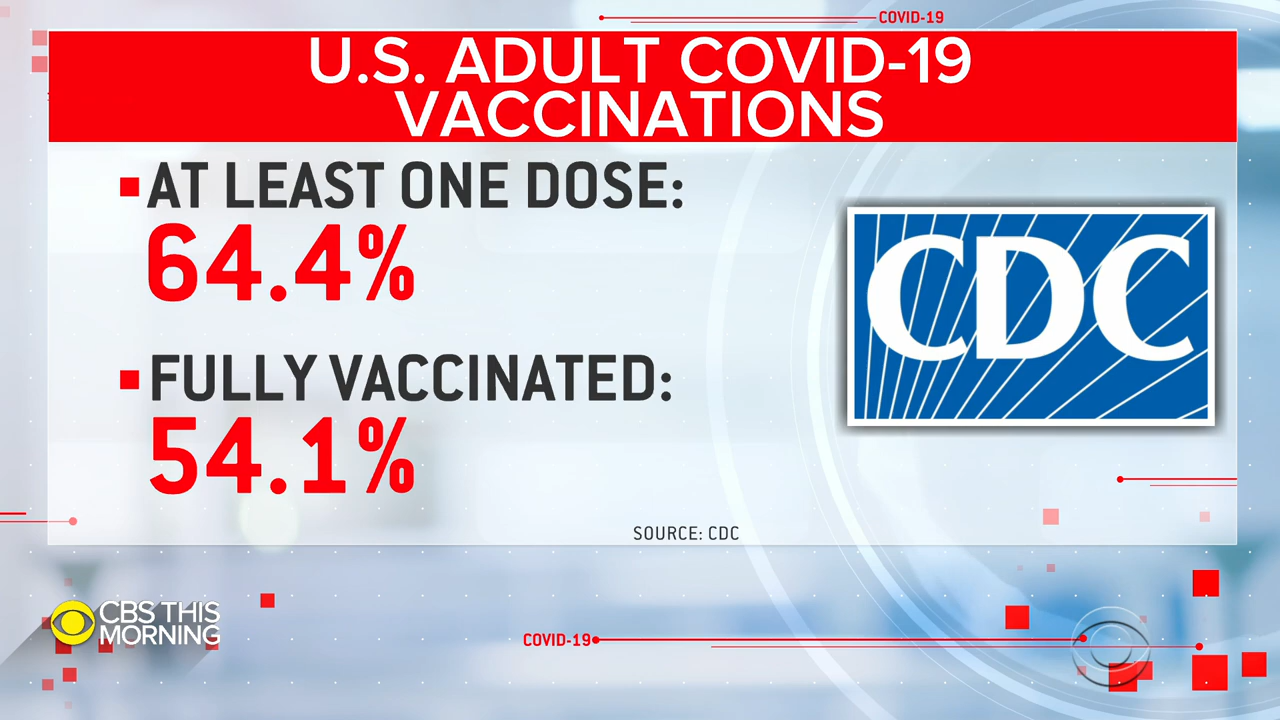 COVID-19
U.S. ADULT COVID-19
VACCINATIONS
AT LEAST ONE DOSE:
64.4%
FULLY VACCINATED:
54.1%
CDC
SOURCE: CDC
CBS THIS
MORNING
COVID-19